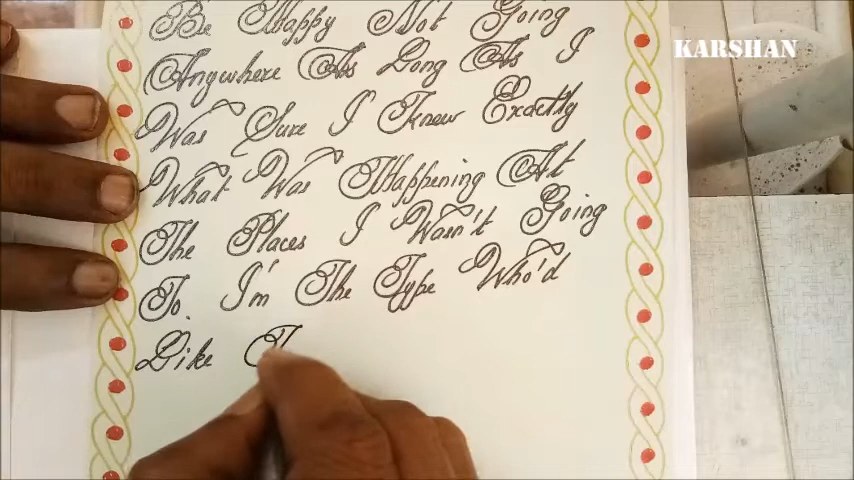 Be Happy Not Going
Anywhere As Long As I
Was Sure I Knew Exactly
What Was Happening At
The Places I Wasn't Going
To. I'm The Type Who'd
Like T
KARSHAN